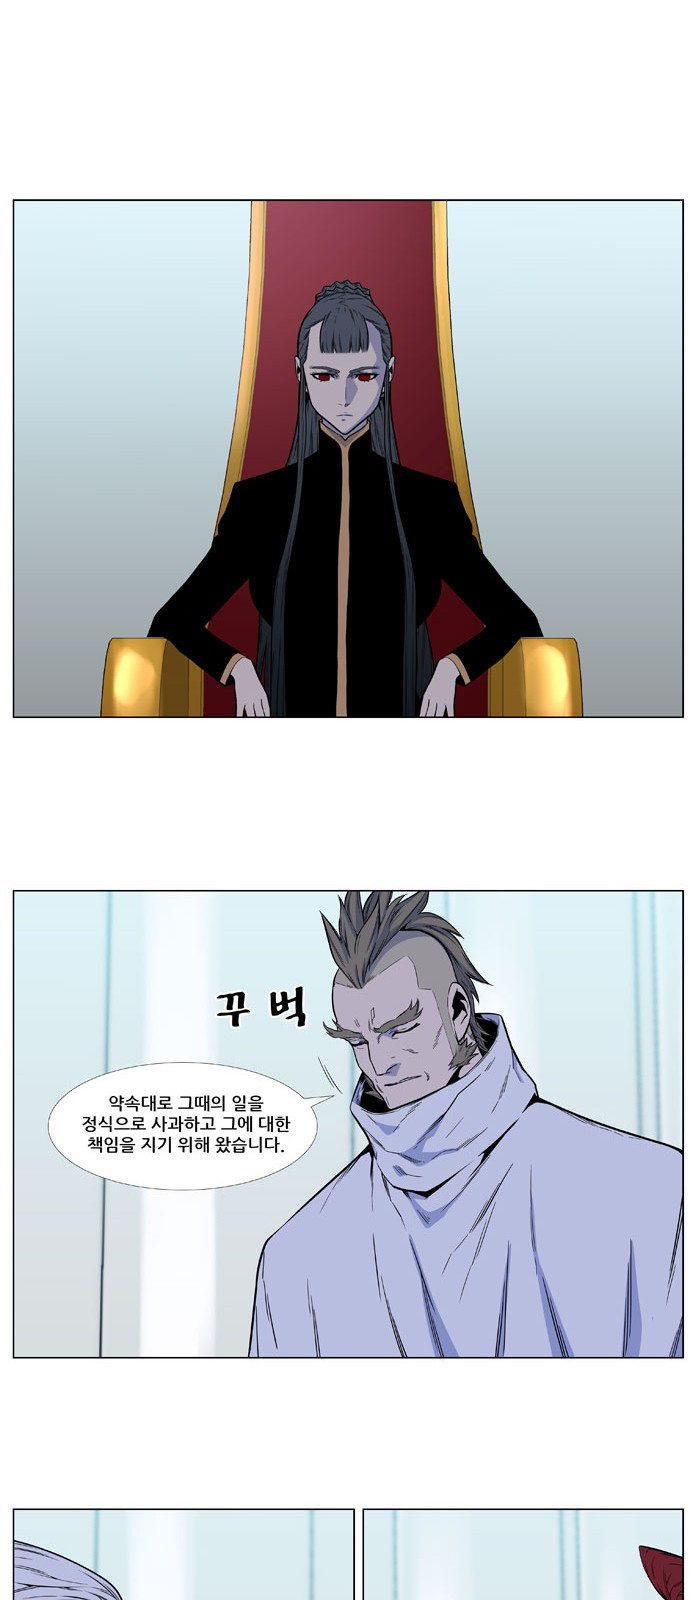 꾸벅
약속대로 그때의 일을
정식으로 사과하고 그에 대한
책임을 지기 위해 왔습니다.